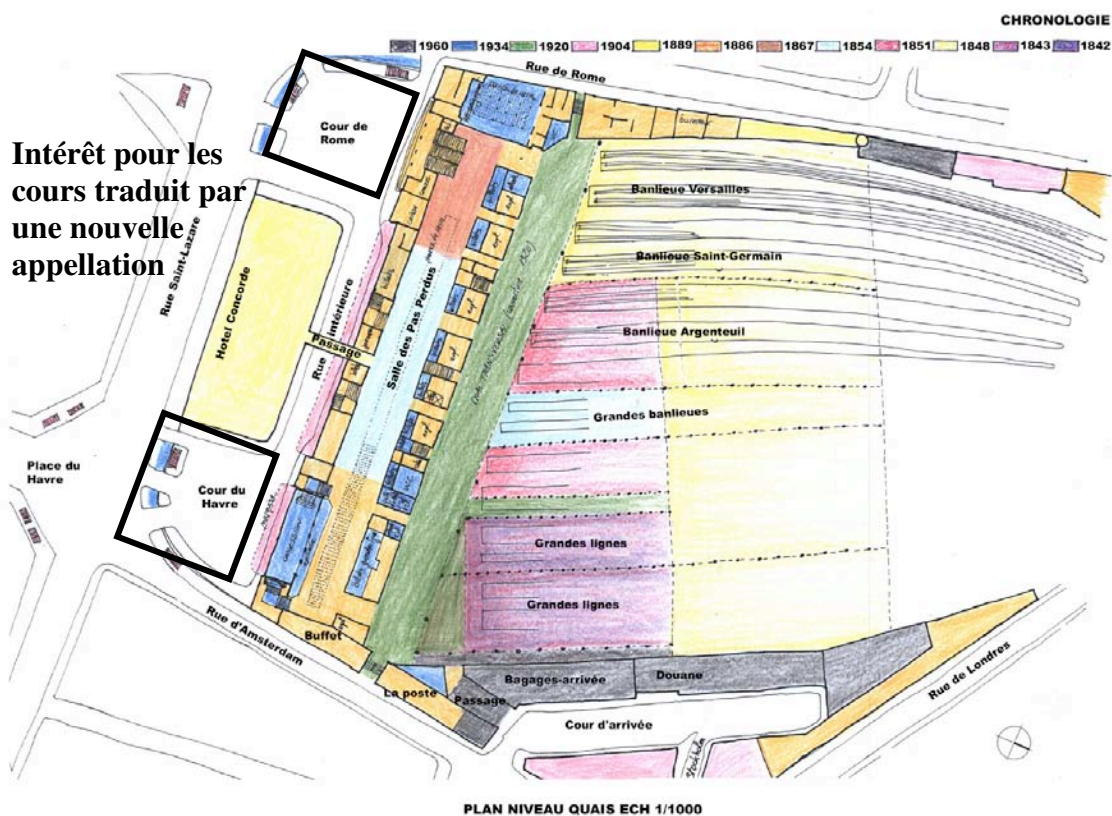 CHRONOLOGIE
1960 1934 1920 1904 1889 1886 1867 1854 1851 1848 1843 1842
Rue de Rome
Cour de
Rome
Intérêt pour les
cours traduit par
une nouvelle
appellation
Rue Saint-Lazare
Banlieue Versailles
Banlieue Saint-Germain
Hotel Concorde
Rue intérieure
Passage
Salle des Pas Perdus
Banlieue Argenteuil
Grandes banlieues
Place du
Havre
Cour du
Havre
Grandes lignes
Grandes lignes
Rue d'Amsterdam
Buffet
La poste
Passage
Bagages-arrivée
Douane
Rue de Londres
Cour d'arrivée
Stockholm
PLAN NIVEAU QUAIS ECH 1/1000